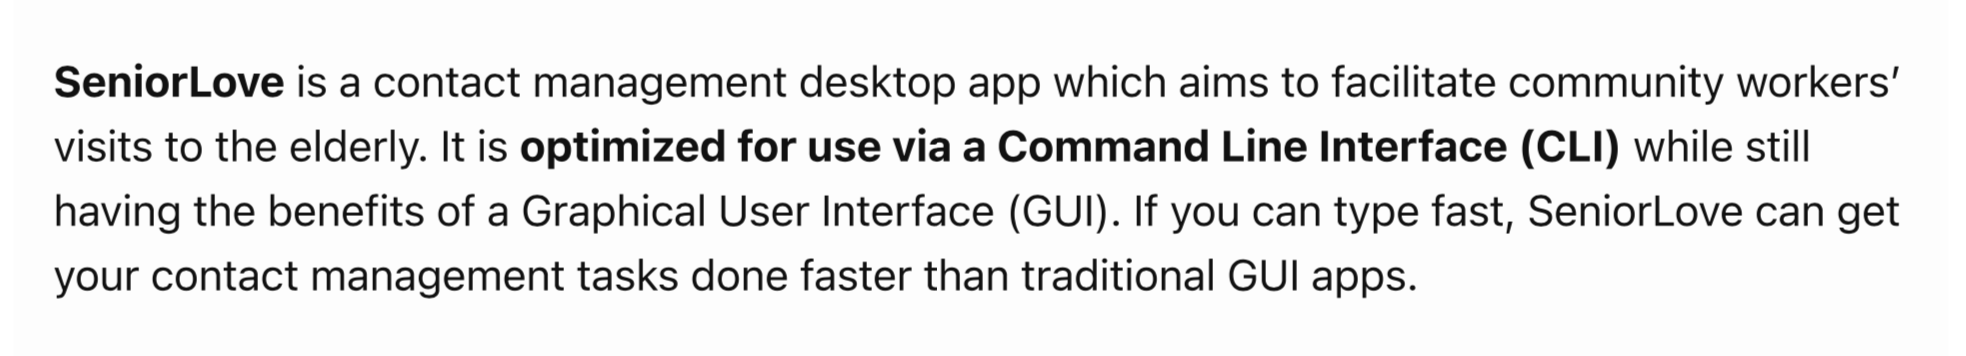 SeniorLove is a contact management desktop app which aims to facilitate community workers’
visits to the elderly. It is optimized for use via a Command Line Interface (CLI) while still
having the benefits of a Graphical User Interface (GUI). If you can type fast, SeniorLove can get
your contact management tasks done faster than traditional GUI apps.